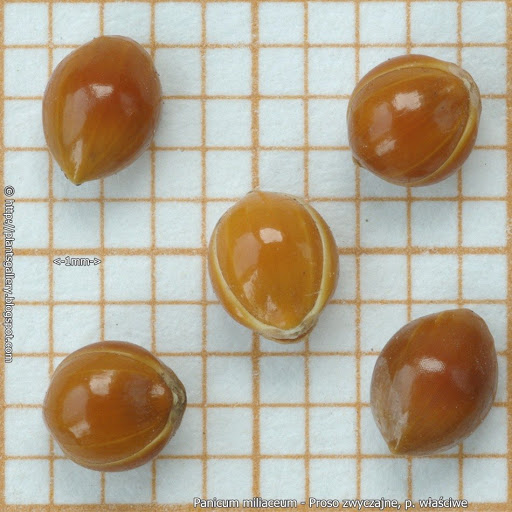 © http://plantsgallery.blogspot.com
<-1mm->
Panicum miliaceum - Proso zwyczajne, p. właściwe